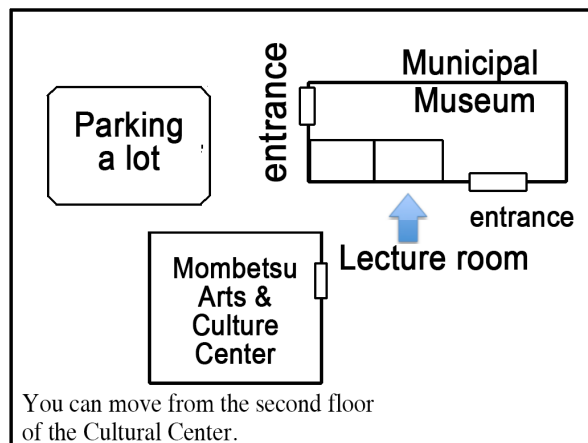 Municipal
Museum
entrance
Parking
a lot
entrance
Lecture room
Mombetsu
Arts &
Culture
Center
You can move from the second floor
of the Cultural Center.